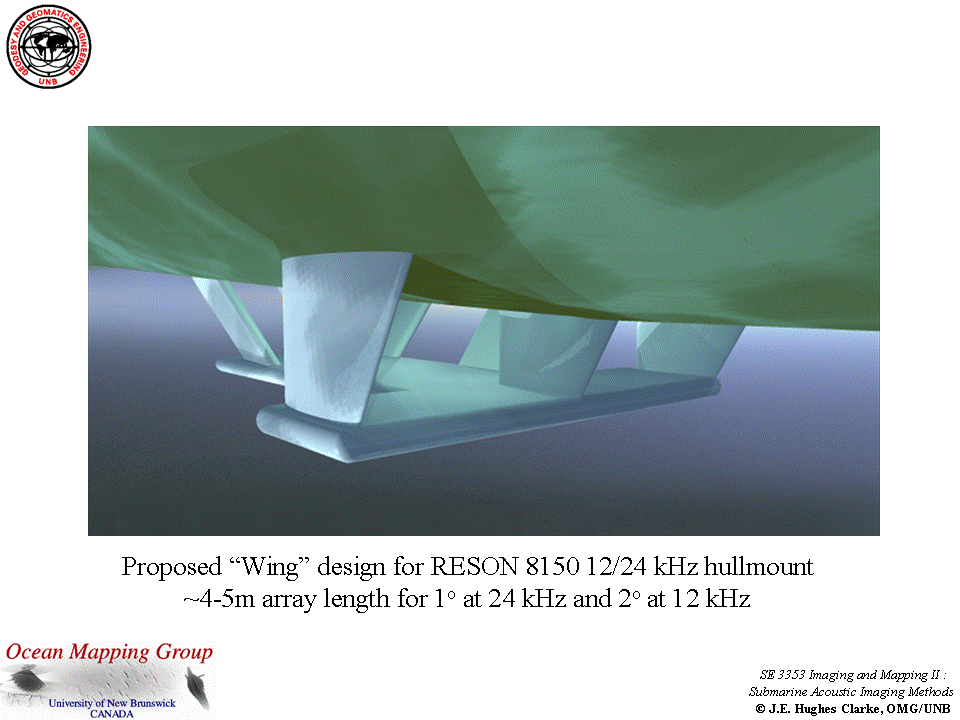 GEODESY AND GEOMATICS ENGINEERING
UNB
Proposed “Wing” design for RESON 8150 12/24 kHz hullmount
~4-5m array length for 1º at 24 kHz and 2º at 12 kHz
Ocean Mapping Group
University of New Brunswick
CANADA
SE 3353 Imaging and Mapping II :
Submarine Acoustic Imaging Methods
© J.E. Hughes Clarke, OMG/UNB